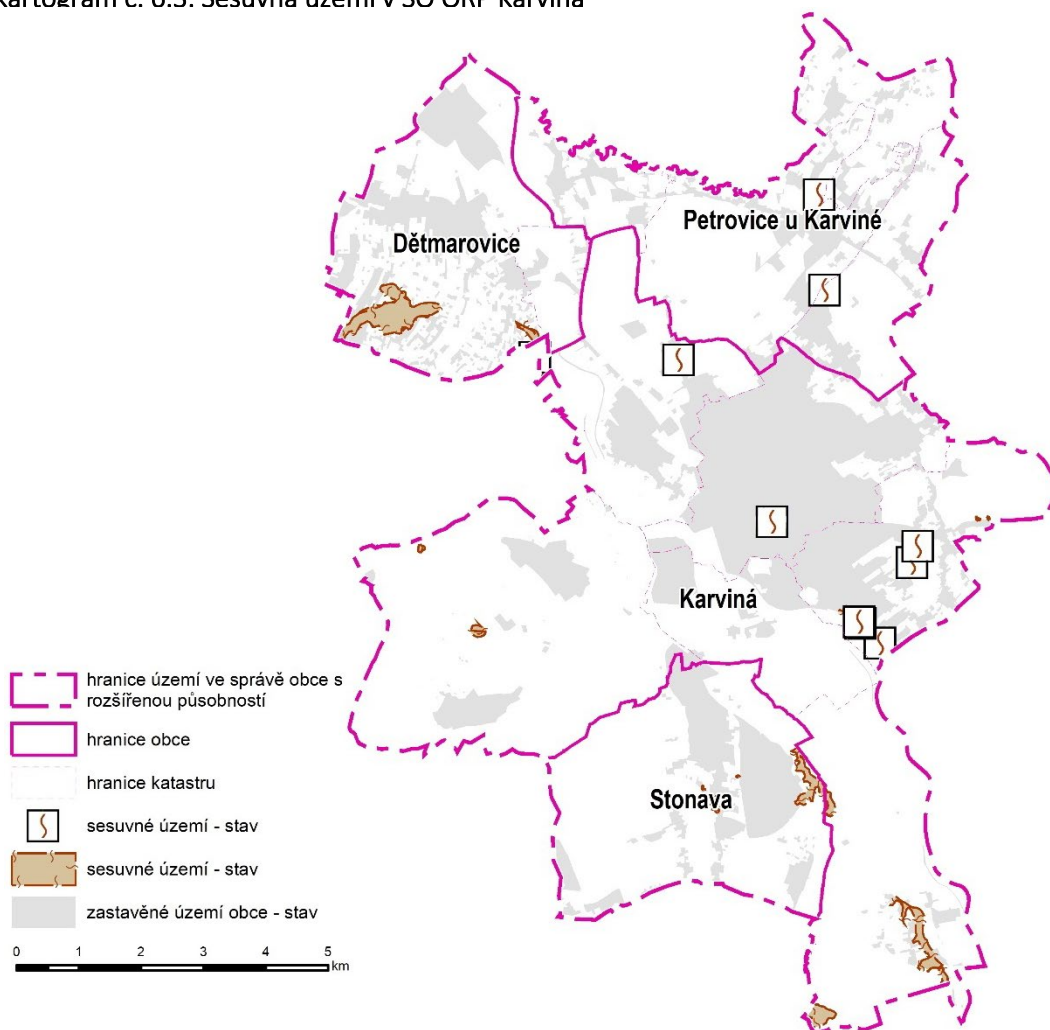 Kartogram č. 6.3: Sesuvná území v SO ORP Karviná
Petrovice u Karviné
Dětmarovice
Karviná
Stonava
hranice území ve správě obce s
rozšířenou působností
hranice obce
hranice katastru
sesuvné území - stav
sesuvné území - stav
zastavěné území obce - stav
0 1 2 3 4 5
km